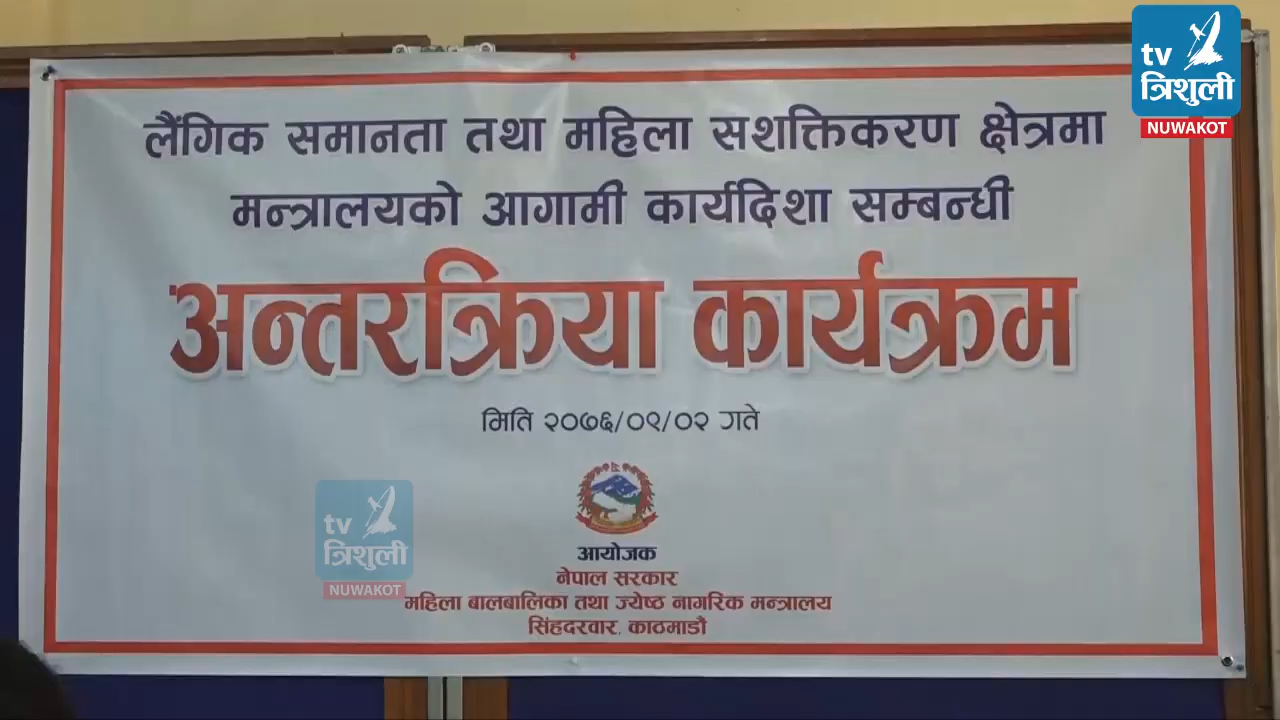 tv
त्रिशुली
NUWAKOT
लैंगिक समानता तथा महिला सशक्तिकरण क्षेत्रमा
मन्त्रालयको आगामी कार्यदिशा सम्बन्धी
अन्तरक्रिया कार्यक्रम
मिति २०७६/०९/०२ गते
tv
त्रिशुली
NUWAKOT
आयोजक
नेपाल सरकार
महिला बालबालिका तथा ज्येष्ठ नागरिक मन्त्रालय
सिंहदरवार, काठमाडौं